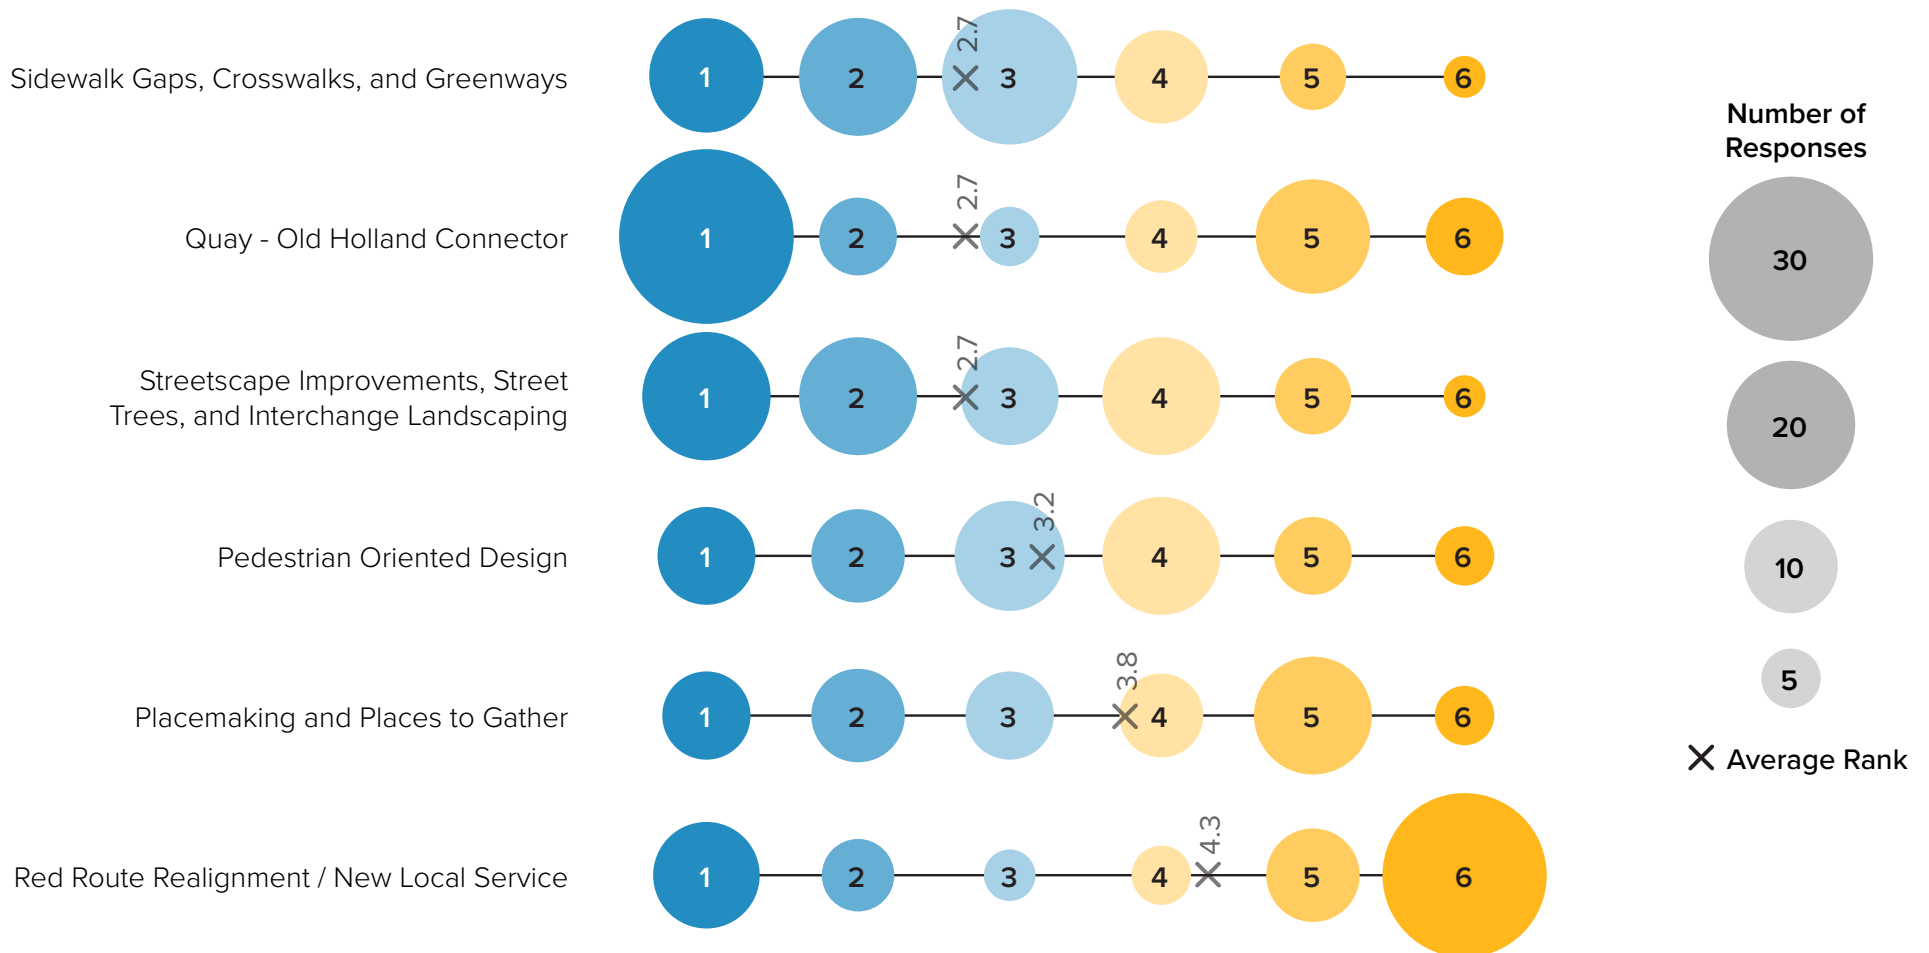 Sidewalk Gaps, Crosswalks, and Greenways
1 2 2.7 3 4 5 6
Quay - Old Holland Connector
1 2 2.7 3 4 5 6
Streetscape Improvements, Street
Trees, and Interchange Landscaping
1 2 2.7 3 4 5 6
Pedestrian Oriented Design
1 2 3 3.2 4 5 6
Placemaking and Places to Gather
1 2 3 3.8 4 5 6
Red Route Realignment / New Local Service
1 2 3 4 4.3 5 6
Number of
Responses
30
20
10
5
Average Rank